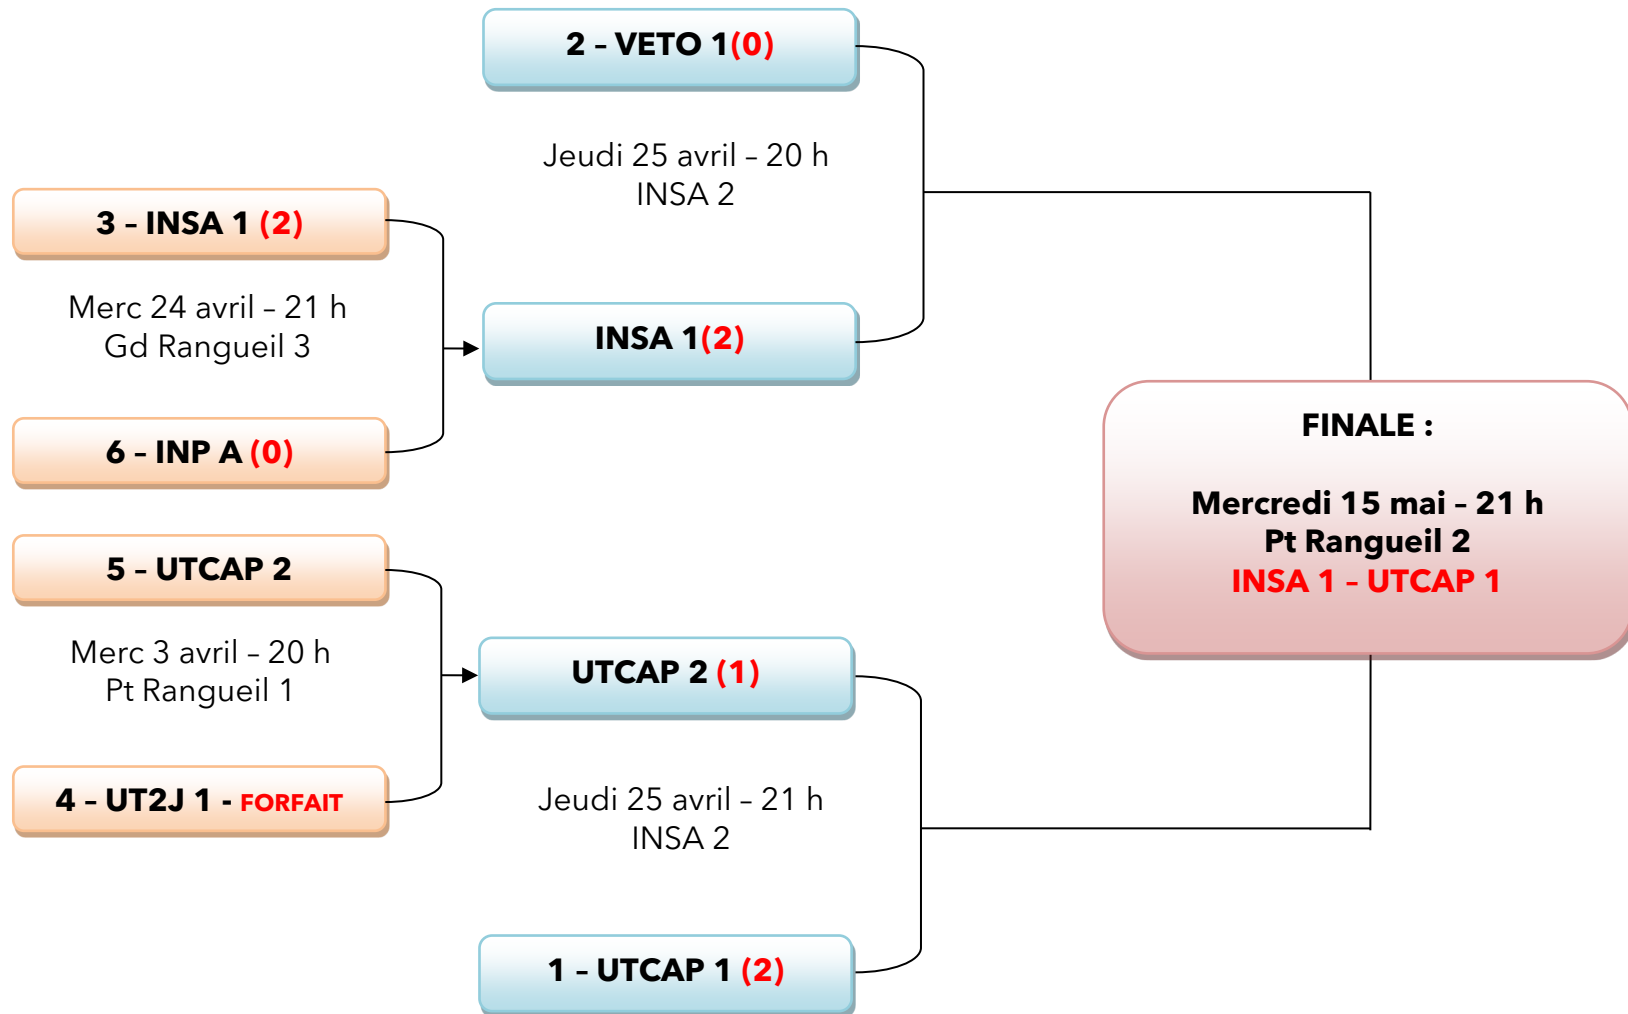 2 – VETO 1(0)
Jeudi 25 avril – 20 h
INSA 2
3 – INSA 1 (2)
Merc 24 avril – 21 h
Gd Rangueil 3
INSA 1(2)
6 – INP A (0)
FINALE :
Mercredi 15 mai – 21 h
Pt Rangueil 2
INSA 1 – UTCAP 1
5 – UTCAP 2
Merc 3 avril – 20 h
Pt Rangueil 1
UTCAP 2 (1)
4 – UT2J 1 - FORFAIT
Jeudi 25 avril – 21 h
INSA 2
1 – UTCAP 1 (2)